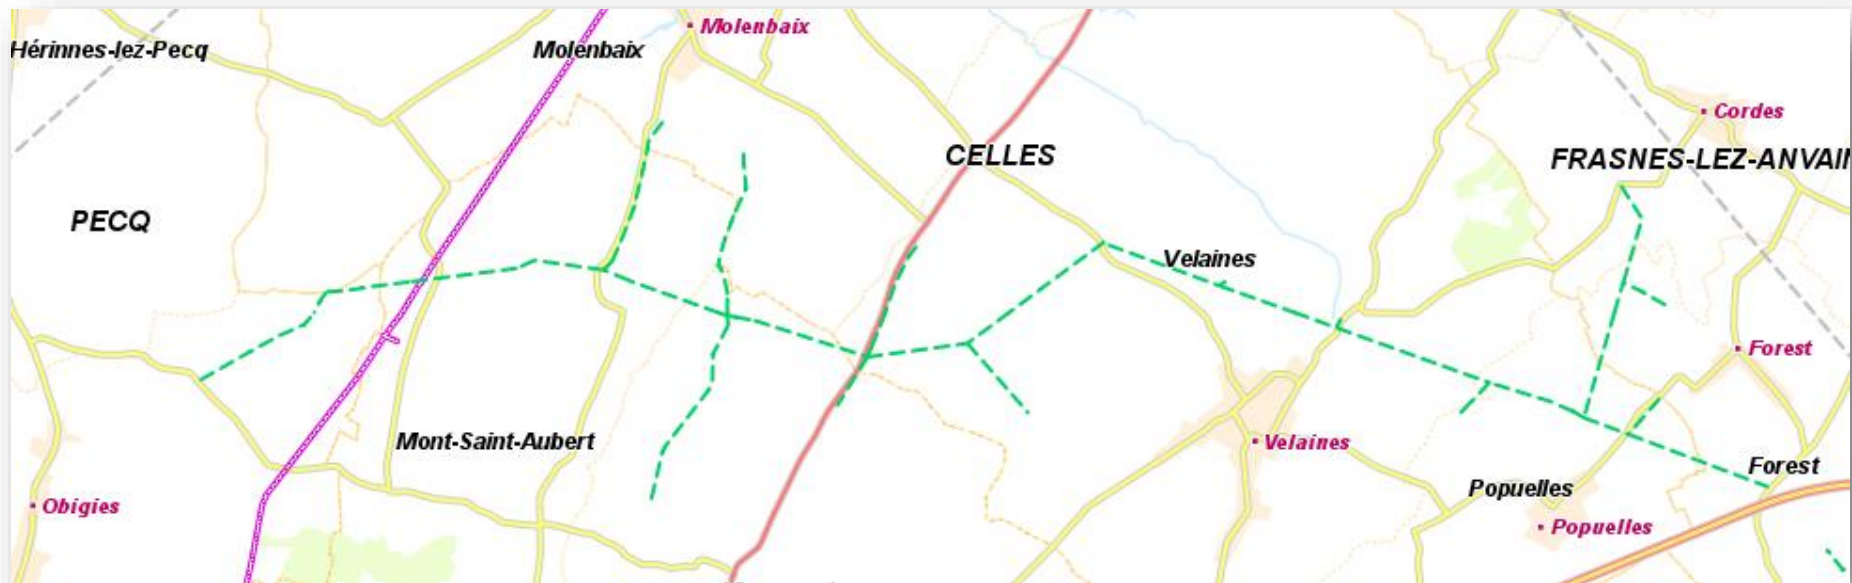 Hérinnes-lez-Pecq
Molenbaix
Molenbaix
Cordes
CELLES
FRASNES-LEZ-ANVAI
PECQ
Velaines
Forest
Mont-Saint-Aubert
Velaines
Forest
Popuelles
Obigies
Popuelles